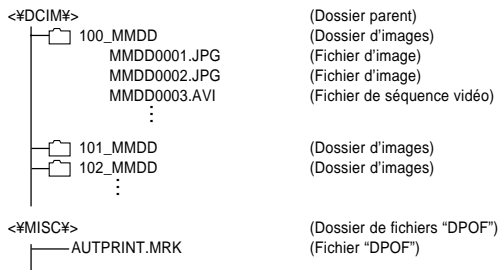 <¥DCIM¥> (Dossier parent)
100_MMDD (Dossier d’images)
MMDD0001.JPG (Fichier d’image)
MMDD0002.JPG (Fichier d’image)
MMDD0003.AVI (Fichier de séquence vidéo)
101_MMDD (Dossier d’images)
102_MMDD (Dossier d’images)
<¥MISC¥> (Dossier de fichiers “DPOF”)
AUTPRINT.MRK (Fichier “DPOF”)